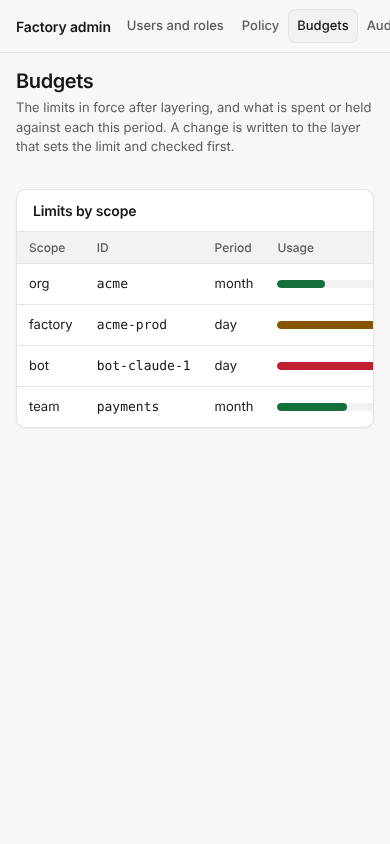 Factory admin Users and roles Policy Budgets Aud
Budgets
The limits in force after layering, and what is spent or held
against each this period. A change is written to the layer
that sets the limit and checked first.
Limits by scope
Scope ID Period Usage
org acme month
factory acme-prod day
bot bot-claude-1 day
team payments month